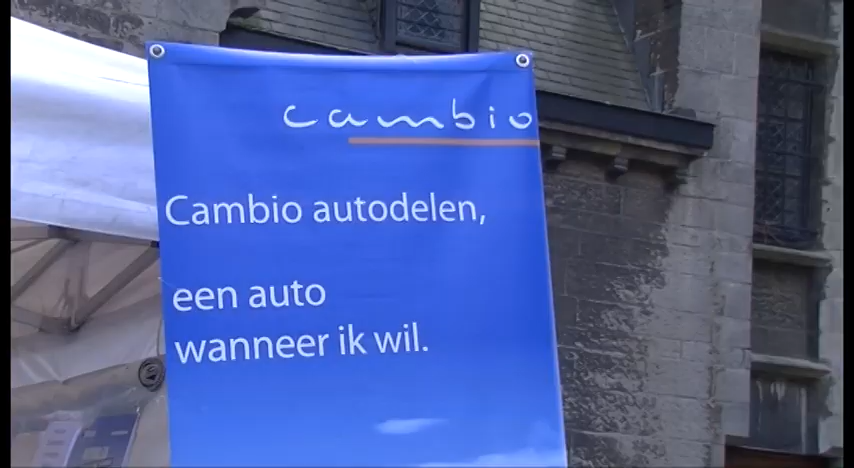 cambio
Cambio autodelen,
een auto
wanneer ik wil.